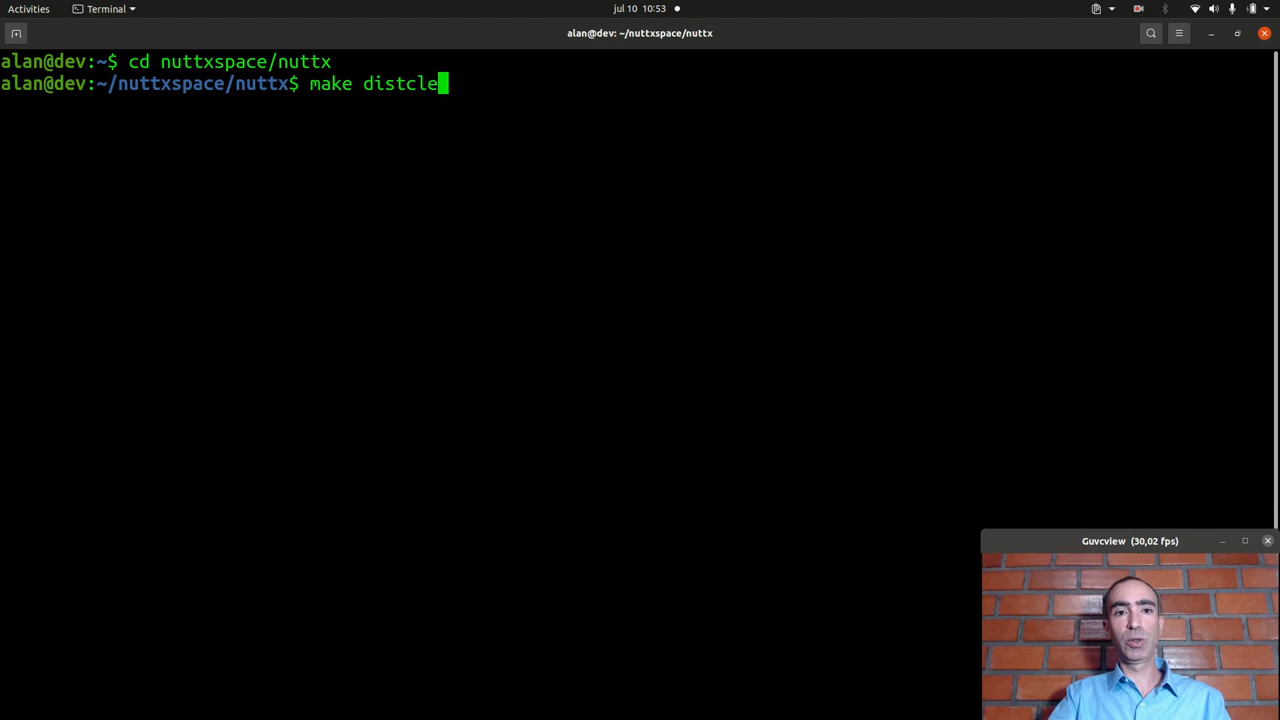 Activities
Terminal
jul 10 10:53
alan@dev: ~/nuttxspace/nuttx
alan@dev:~$ cd nuttxspace/nuttx
alan@dev:~/nuttxspace/nuttx$ make distcle
Guvcview (30,02 fps)